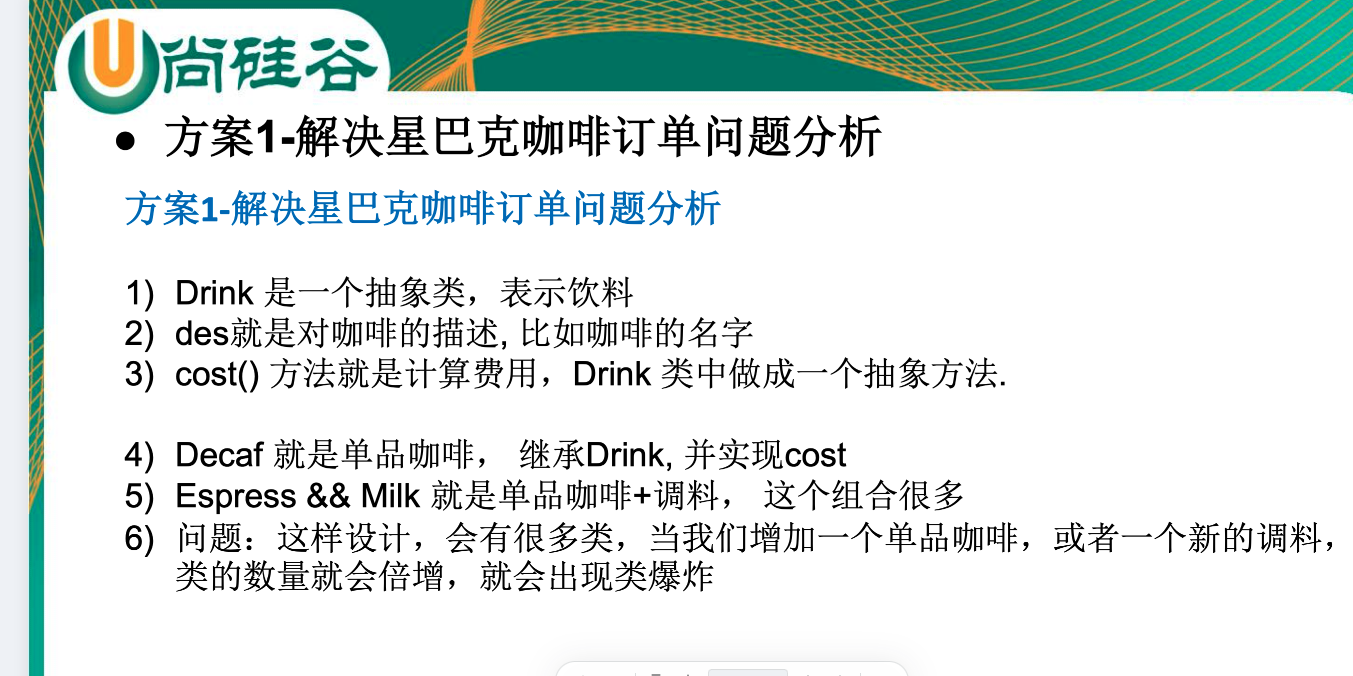 尚硅谷
● 方案1-解决星巴克咖啡订单问题分析
方案1-解决星巴克咖啡订单问题分析
1) Drink 是一个抽象类，表示饮料
2) des就是对咖啡的描述, 比如咖啡的名字
3) cost() 方法就是计算费用，Drink 类中做成一个抽象方法.
4) Decaf 就是单品咖啡， 继承Drink, 并实现cost
5) Espress && Milk 就是单品咖啡+调料， 这个组合很多
6) 问题：这样设计，会有很多类，当我们增加一个单品咖啡，或者一个新的调料，
类的数量就会倍增，就会出现类爆炸